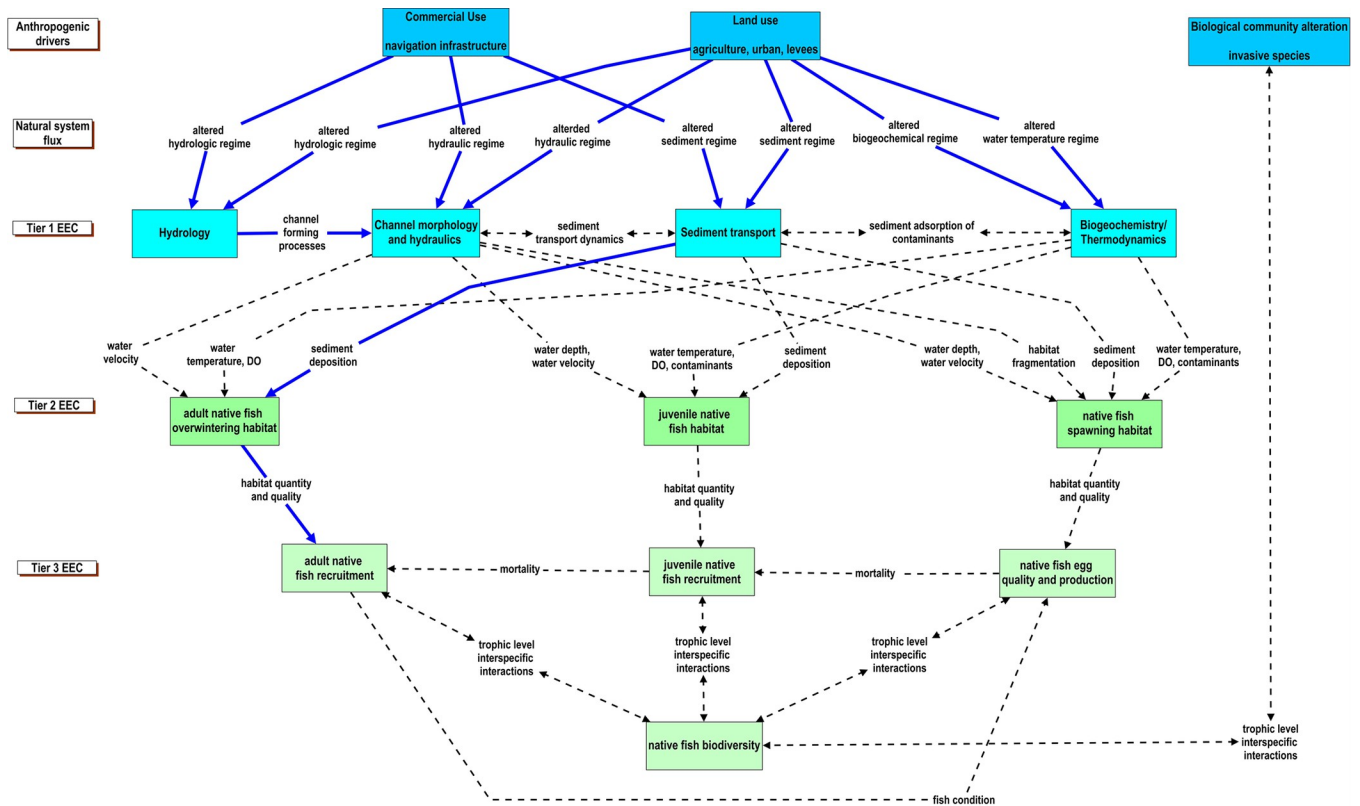 Anthropogenic
drivers
Commercial Use
navigation infrastructure
Land use
agriculture, urban, levees
Biological community alteration
invasive species
Natural system
flux
altered
hydrologic regime
altered
hydrologic regime
altered
hydraulic regime
alterded
hydraulic regime
altered
sediment regime
altered
sediment regime
altered
biogeochemical regime
altered
water temperature regime
Tier 1 EEC
Hydrology
channel
forming
processes
Channel morphology
and hydraulics
sediment
transport dynamics
Sediment transport
sediment adsorption of
contaminants
Biogeochemistry/
Thermodynamics
water
velocity
water
temperature, DO
sediment
deposition
water depth,
water velocity
water temperature,
DO, contaminants
sediment
deposition
water depth,
water velocity
habitat
fragmentation
sediment
deposition
water temperature,
DO, contaminants
Tier 2 EEC
adult native fish
overwintering habitat
juvenile native
fish habitat
native fish
spawning habitat
habitat quantity
and quality
habitat quantity
and quality
habitat quantity
and quality
Tier 3 EEC
adult native
fish recruitment
mortality
juvenile native
fish recruitment
mortality
native fish egg
quality and production
trophic level
interspecific
interactions
trophic level
interspecific
interactions
trophic level
interspecific
interactions
native fish biodiversity
trophic level
interspecific
interactions
fish condition